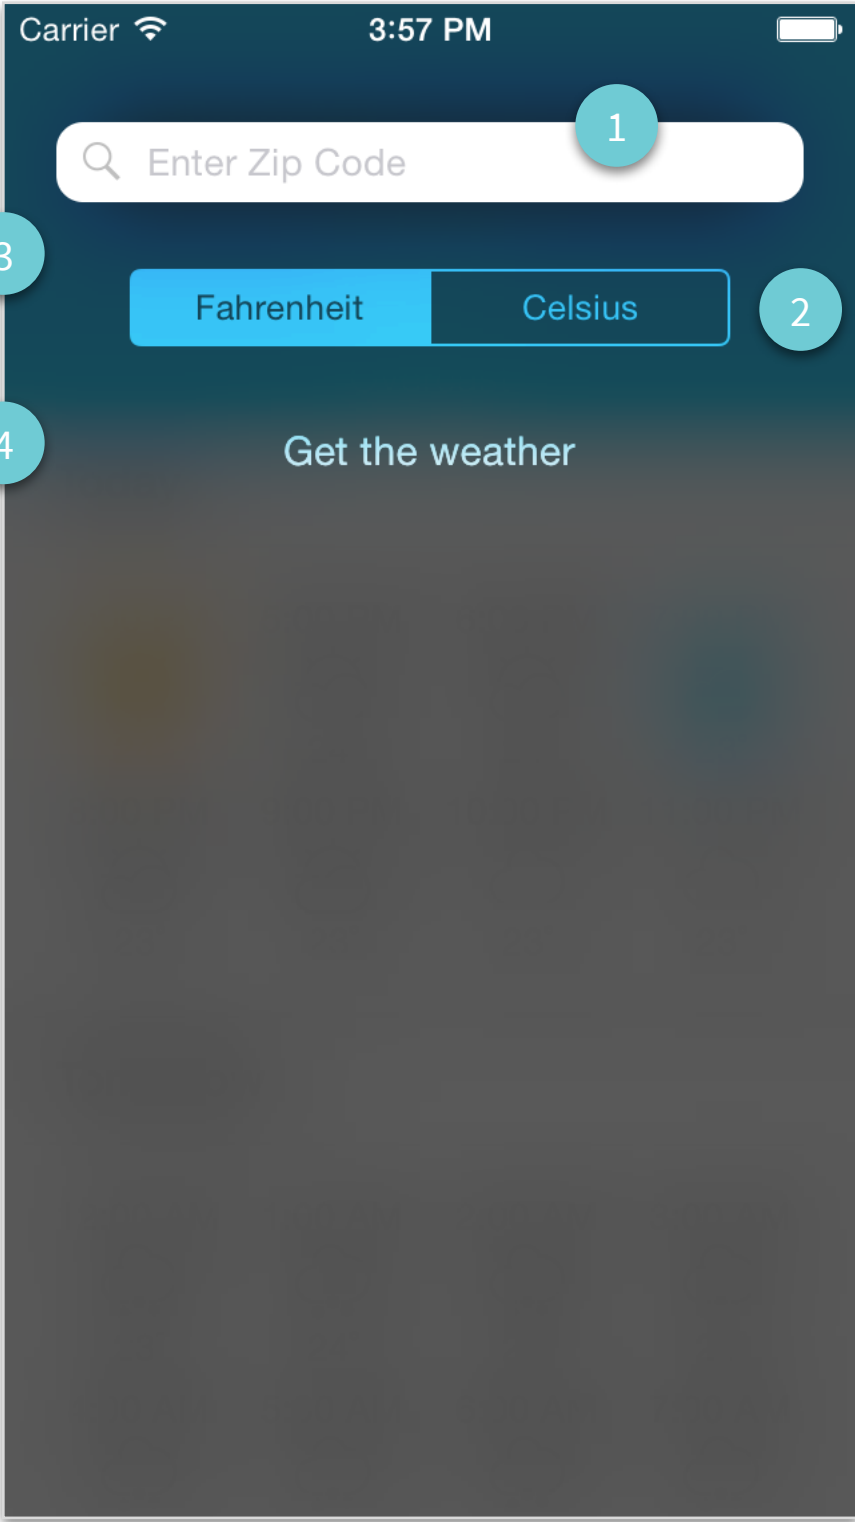 Carrier 3:57 PM
1
Enter Zip Code
3
Fahrenheit Celsius
2
4
Get the weather